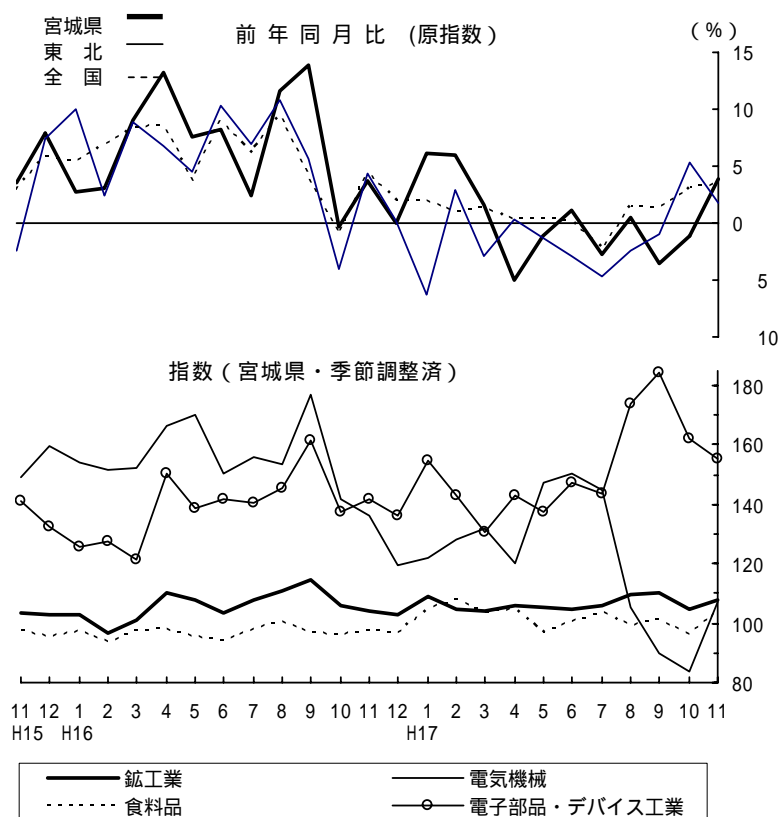 宮城県
東 北
全 国
前 年 同 月 比 (原指数)
(%)
15
10
5
0
5
10
指数(宮城県・季節調整済)
180
160
140
120
100
80
11 12 1 2 3 4 5 6 7 8 9 10 11 12 1 2 3 4 5 6 7 8 9 10 11
H15 H16 H17
鉱工業 電気機械
食料品 電子部品・デバイス工業